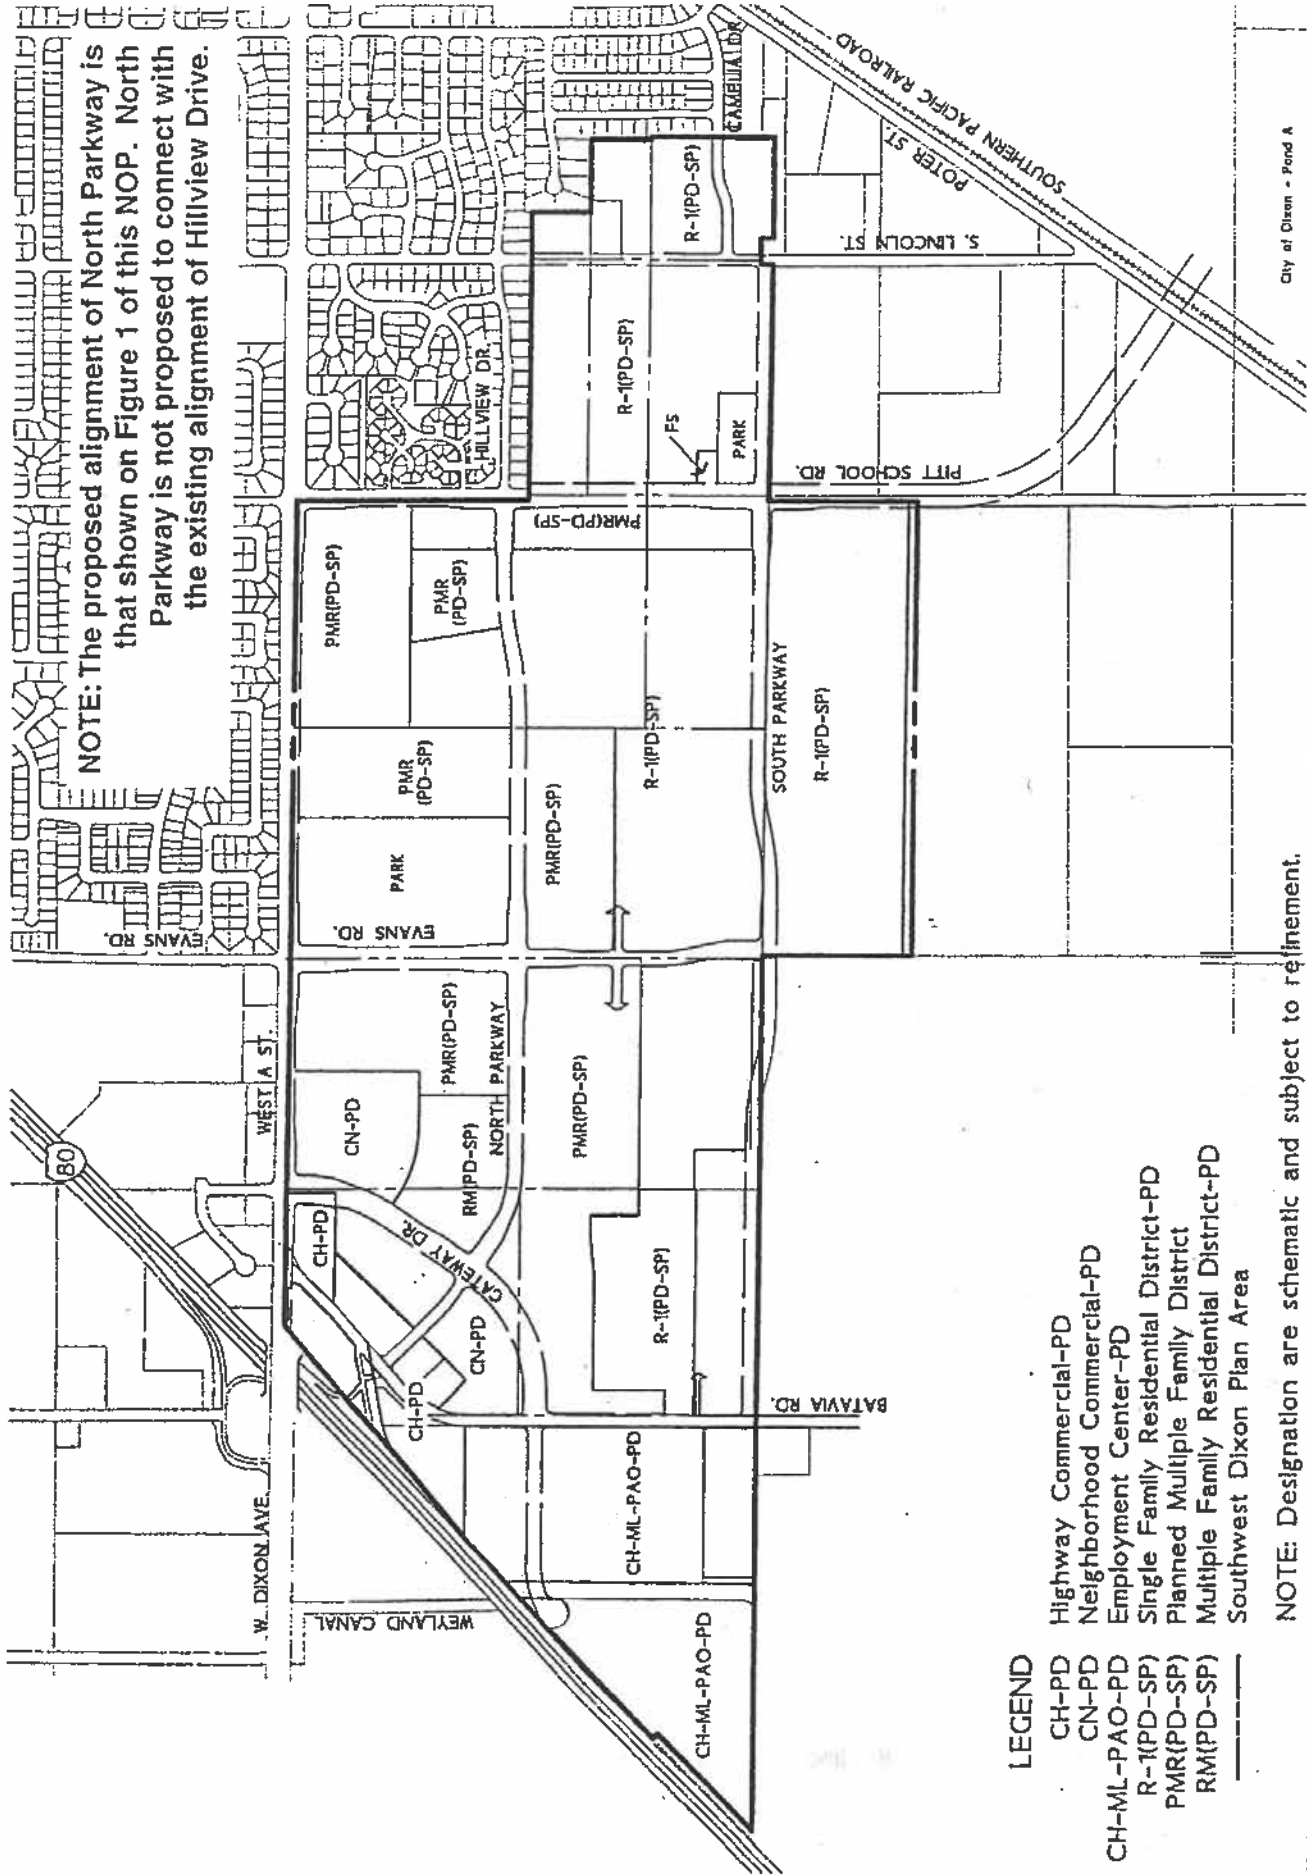 NOTE: The proposed alignment of North Parkway is
that shown on Figure 1 of this NOP. North
Parkway is not proposed to connect with
the existing alignment of Hillview Drive.
80
W. DIXON AVE.
WEST A ST.
EVANS RD.
WEYLAND CANAL
HILLVIEW DR.
CAMELIA DR
SOUTHERN PACIFIC RAILROAD
POTER ST.
S. LINCOLN ST.
PITT SCHOOL RD.
CH-PD
CN-PD
PMR(PD-SP)
RM(PD-SP)
NORTH PARKWAY
GATEWAY DR.
EVANS RD.
PARK
PMR
(PD-SP)
PMR(PD-SP)
PMR
(PD-SP)
PMR(PD-SP)
CH-PD
CN-PD
PMR(PD-SP)
PMR(PD-SP)
R-1(PD-SP)
R-1(PD-SP)
R-1(PD-SP)
FS
PARK
R-1(PD-SP)
BATAVIA RD.
CH-ML-PAO-PD
CH-ML-PAO-PD
SOUTH PARKWAY
R-1(PD-SP)
LEGEND
CH-PD Highway Commercial-PD
CN-PD Neighborhood Commercial-PD
CH-ML-PAO-PD Employment Center-PD
R-1(PD-SP) Single Family Residential District-PD
PMR(PD-SP) Planned Multiple Family District
RM(PD-SP) Multiple Family Residential District-PD
Southwest Dixon Plan Area
NOTE: Designation are schematic and subject to refinement.
City of Dixon - Pond A